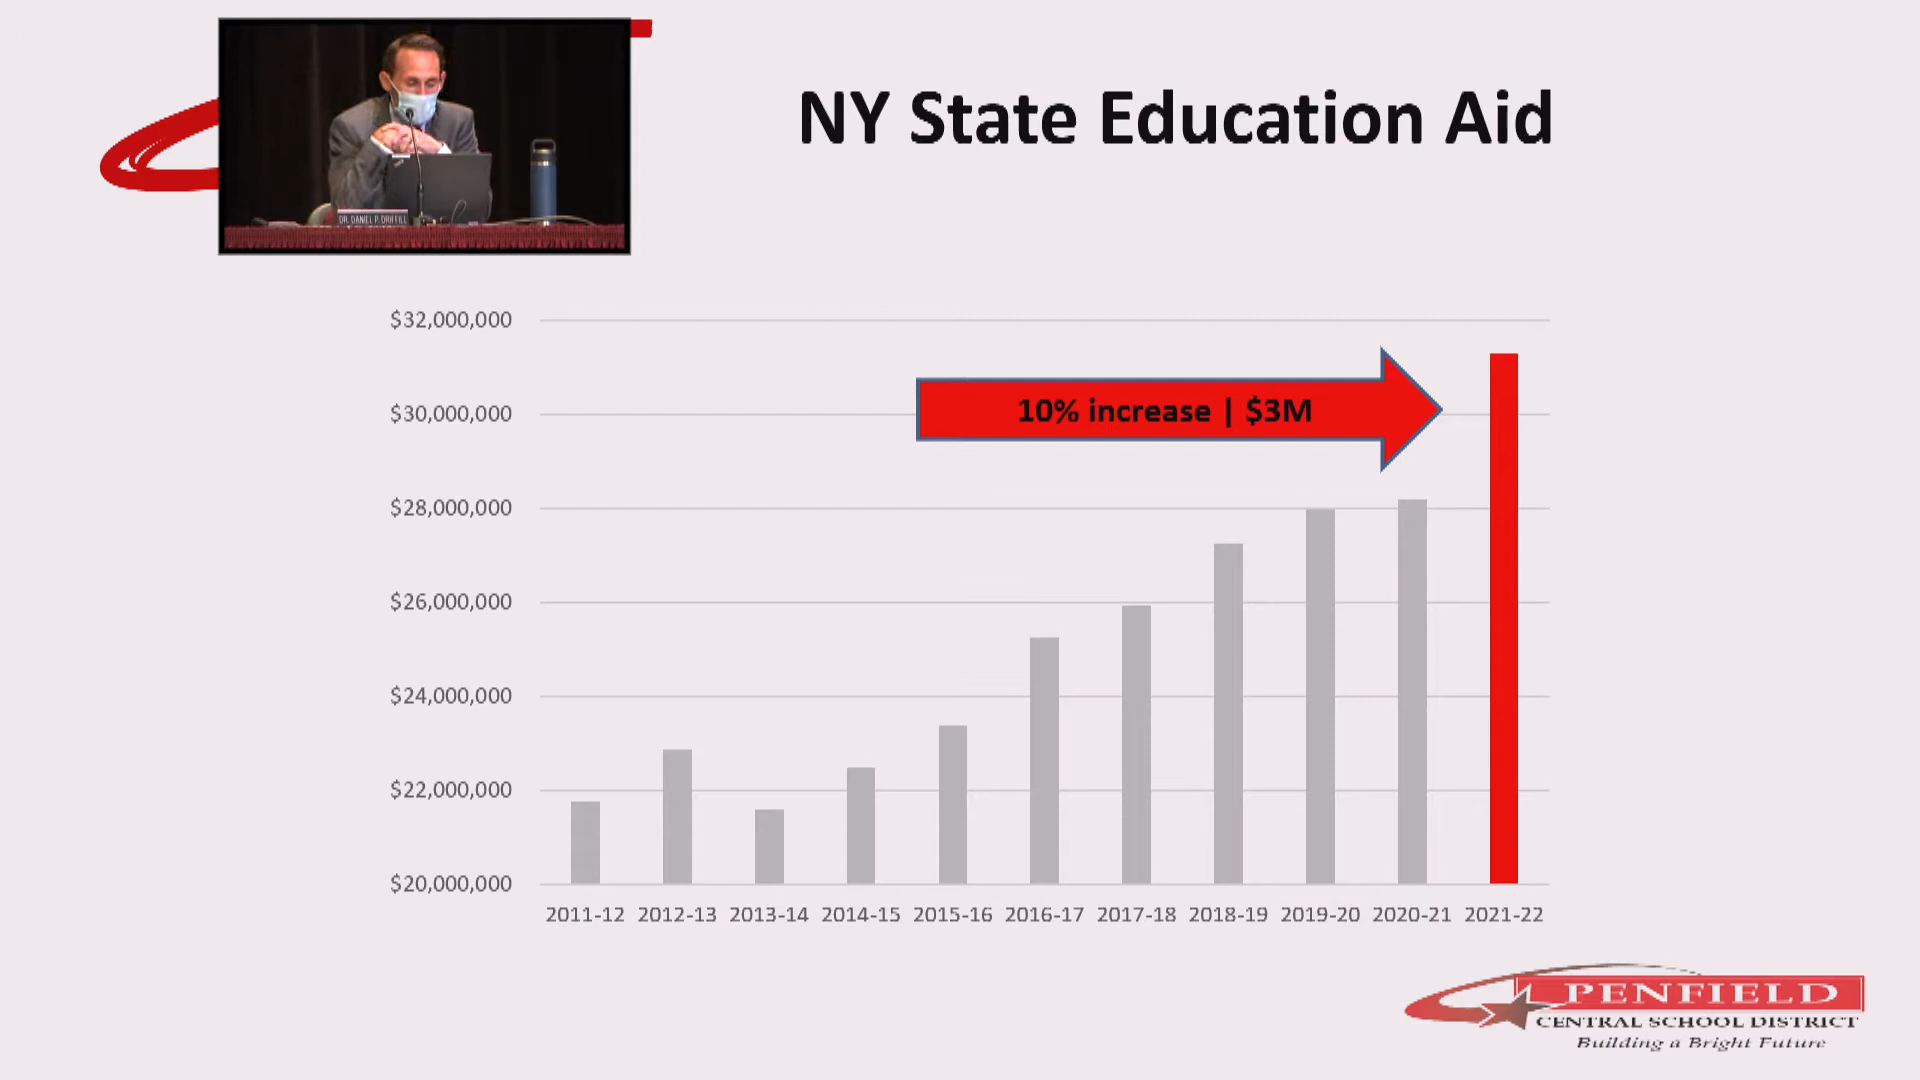 NY State Education Aid
DR. DANIEL P. DRIFFILL
$32,000,000
$30,000,000
10% increase | $3M
$28,000,000
$26,000,000
$24,000,000
$22,000,000
$20,000,000
2011-12 2012-13 2013-14 2014-15 2015-16 2016-17 2017-18 2018-19 2019-20 2020-21 2021-22
PENFIELD
CENTRAL SCHOOL DISTRICT
Building a Bright Future